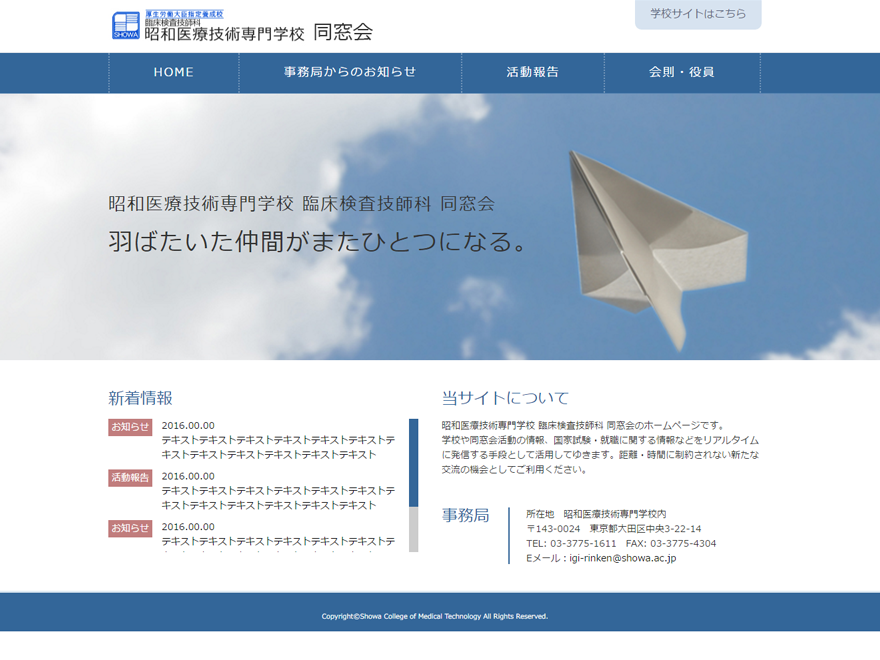 厚生労働大臣指定養成校
臨床検査技師科
SHOWA
昭和医療技術専門学校 同窓会
学校サイトはこちら
HOME
事務局からのお知らせ
活動報告
会則・役員
昭和医療技術専門学校 臨床検査技師科 同窓会
羽ばたいた仲間がまたひとつになる。
新着情報
お知らせ 2016.00.00
テキストテキストテキストテキストテキストテキストテ
キストテキストテキストテキストテキストテキスト
活動報告 2016.00.00
テキストテキストテキストテキストテキストテキストテ
キストテキストテキストテキストテキストテキスト
お知らせ 2016.00.00
テキストテキストテキストテキストテキストテキストテ
当サイトについて
昭和医療技術専門学校 臨床検査技師科 同窓会のホームページです。
学校や同窓会活動の情報、国家試験・就職に関する情報などをリアルタイム
に発信する手段として活用してゆきます。距離・時間に制約されない新たな
交流の機会としてご利用ください。
事務局
所在地　昭和医療技術専門学校内
〒143-0024　東京都大田区中央3-22-14
TEL: 03-3775-1611　FAX: 03-3775-4304
Eメール：igi-rinken@showa.ac.jp
Copyright©Showa College of Medical Technology All Rights Reserved.